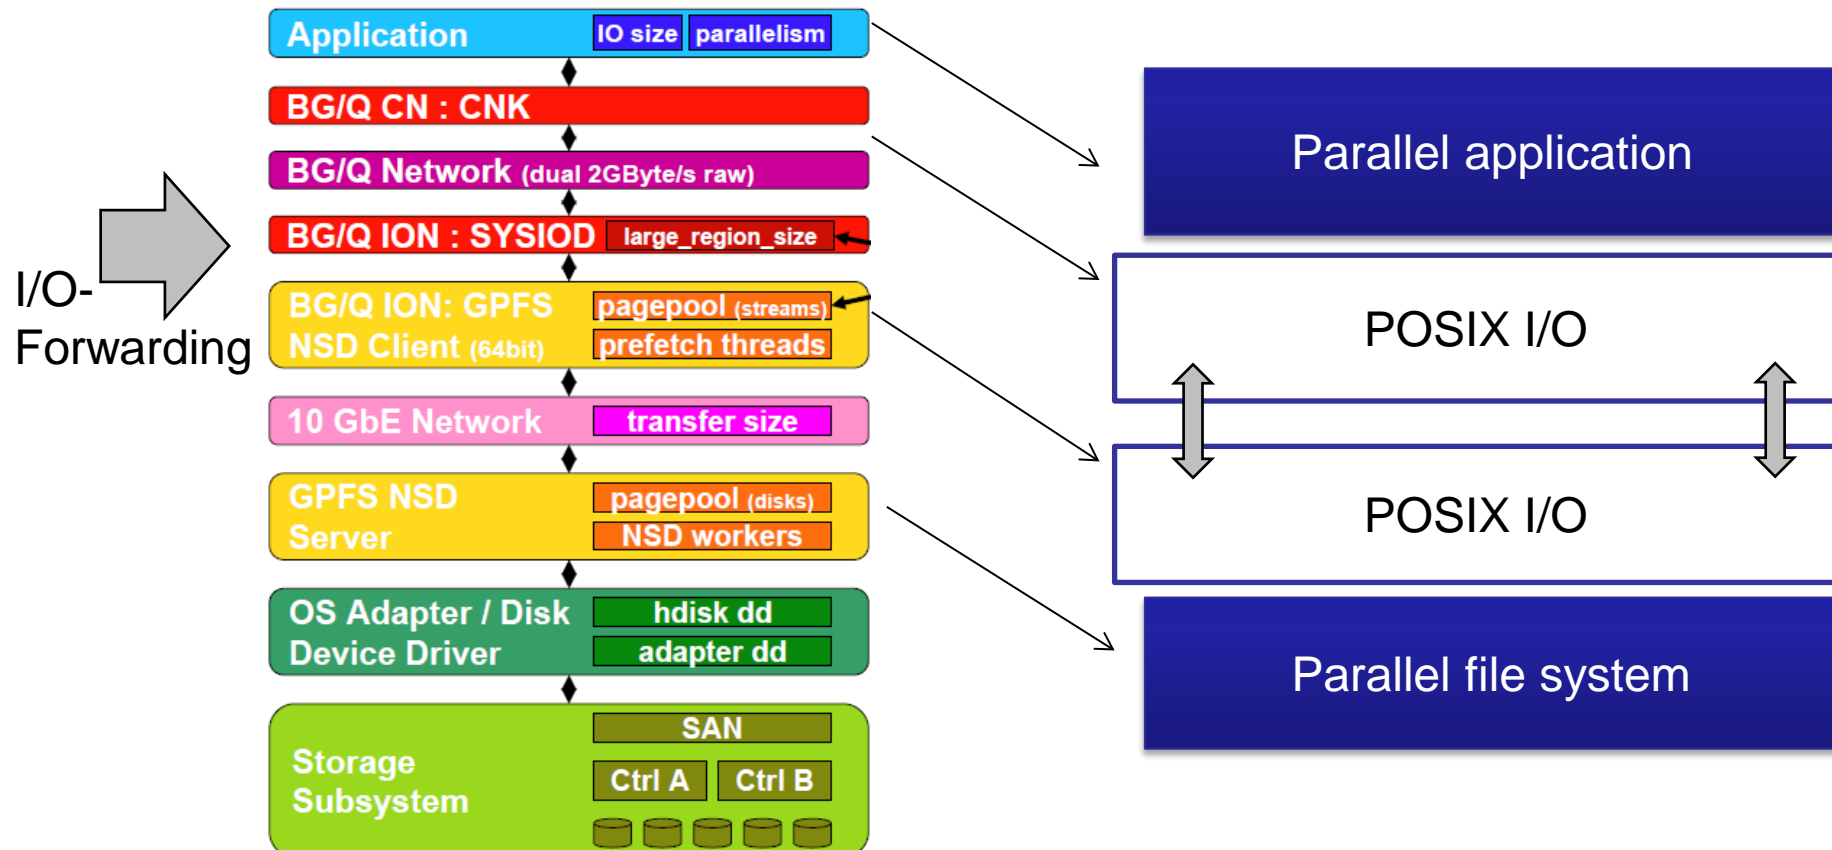 Application IO size parallelism
BG/Q CN : CNK
BG/Q Network (dual 2GByte/s raw)
BG/Q ION : SYSIOD large_region_size
BG/Q ION: GPFS pagepool (streams)
NSD Client (64bit) prefetch threads
10 GbE Network transfer size
GPFS NSD pagepool (disks)
Server NSD workers
OS Adapter / Disk hdisk dd
Device Driver adapter dd
SAN
Storage
Subsystem
Ctrl A Ctrl B
I/O-
Forwarding
Parallel application
POSIX I/O
POSIX I/O
Parallel file system